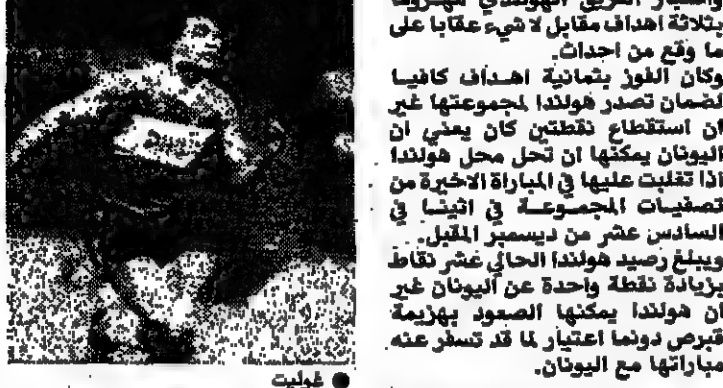 واعتبار الفريق الهولندي مهزوما
بثلاثة اهداف مقابل لا شيء عقابا على
ما وقع من احداث.
وكان الفوز بثمانية اهداف كافيا
لضمان تصدر هولندا لمجموعتها غير
ان استقطاع نقطتين كان يعني ان
اليونان يمكنها ان تحل محل هولندا
اذا تغلبت عليها في المباراة الاخيرة من
تصفيات المجموعة في اثينا في
السادس عشر من ديسمبر المقبل.
ويبلغ رصيد هولندا الحالي عشر نقاط
بزيادة نقطة واحدة عن اليونان غير
ان هولندا يمكنها الصعود بهزيمة
قبرص دونما اعتبار لما قد تسفر عنه
مباراتها مع اليونان.
● غوليت